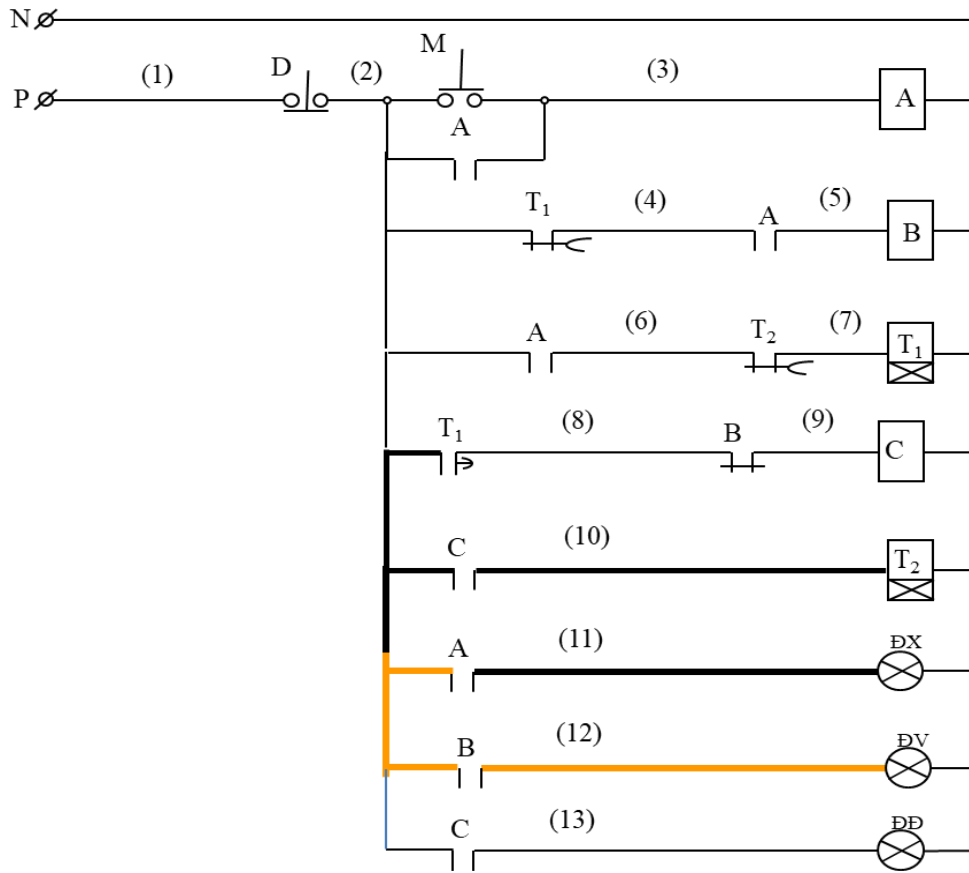 N
M
P (1) D (2) (3) A
A
T₁ (4) A (5) B
A (6) T₂ (7) T₁
T₁ (8) B (9) C
C (10) T₂
A (11) ĐX
B (12) ĐV
C (13) ĐĐ